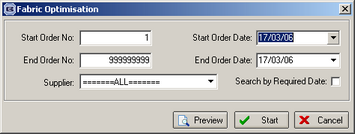 Fabric Optimisation
Start Order No: 1 Start Order Date: 17/03/06
End Order No: 999999999 End Order Date: 17/03/06
Supplier: =======ALL======= Search by Required Date:
Preview Start Cancel